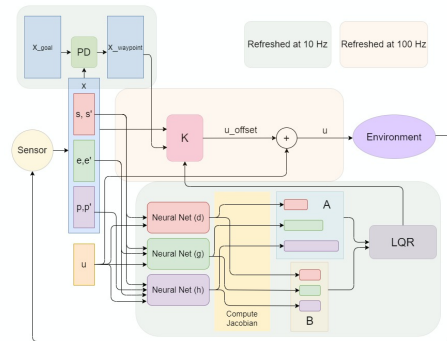 X_goal
PD
X_waypoint
Refreshed at 10 Hz
Refreshed at 100 Hz
x
s, s'
K
u_offset
+
u
Environment
Sensor
e,e'
p,p'
u
Neural Net (d)
Neural Net (g)
Neural Net (h)
A
LQR
B
Compute
Jacobian